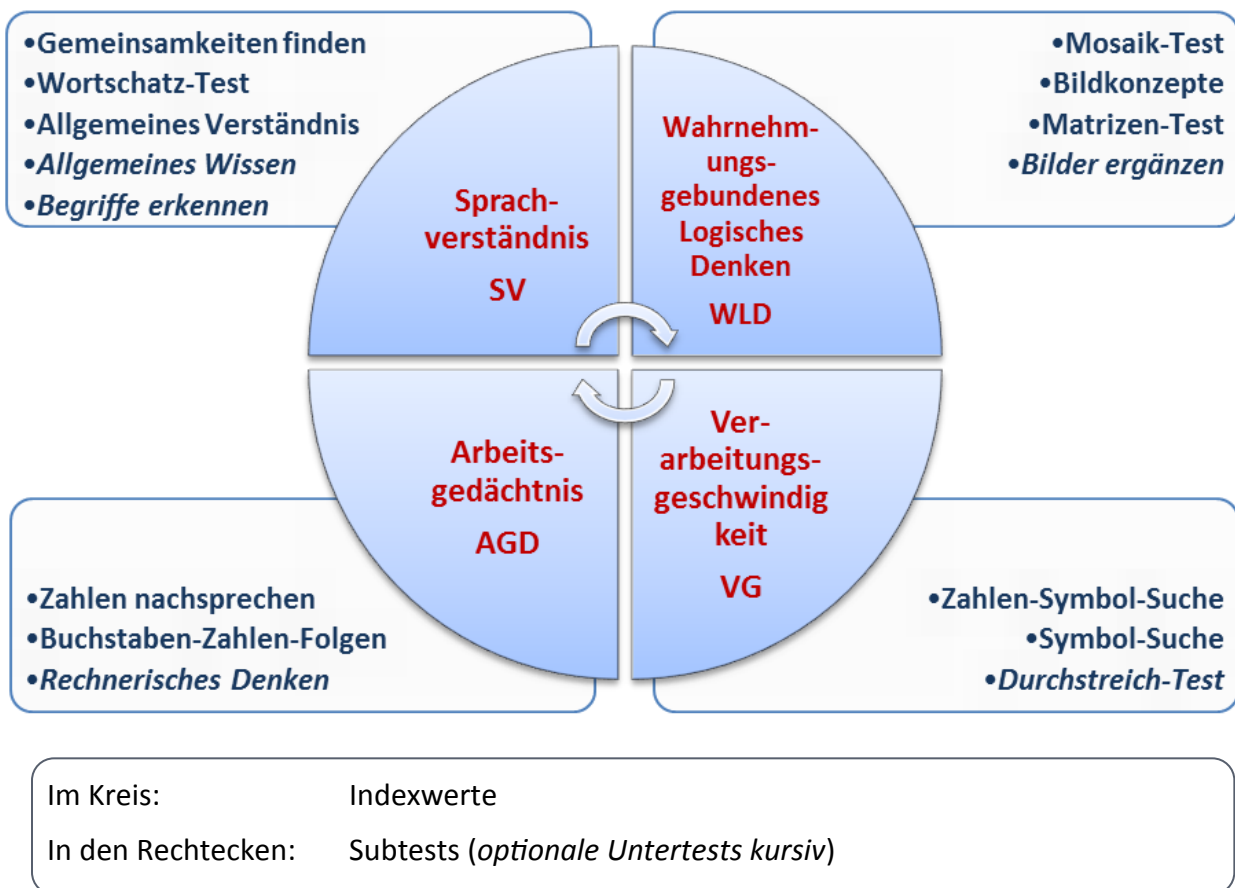 •Gemeinsamkeiten finden
•Wortschatz-Test
•Allgemeines Verständnis
•Allgemeines Wissen
•Begriffe erkennen
•Mosaik-Test
•Bildkonzepte
•Matrizen-Test
•Bilder ergänzen
Sprach-
verständnis
SV
Wahrnehm-
ungs-
gebundenes
Logisches
Denken
WLD
Arbeits-
gedächtnis
AGD
Ver-
arbeitungs-
geschwindig
keit
VG
•Zahlen nachsprechen
•Buchstaben-Zahlen-Folgen
•Rechnerisches Denken
•Zahlen-Symbol-Suche
•Symbol-Suche
•Durchstreich-Test
Im Kreis: Indexwerte
In den Rechtecken: Subtests (optionale Untertests kursiv)